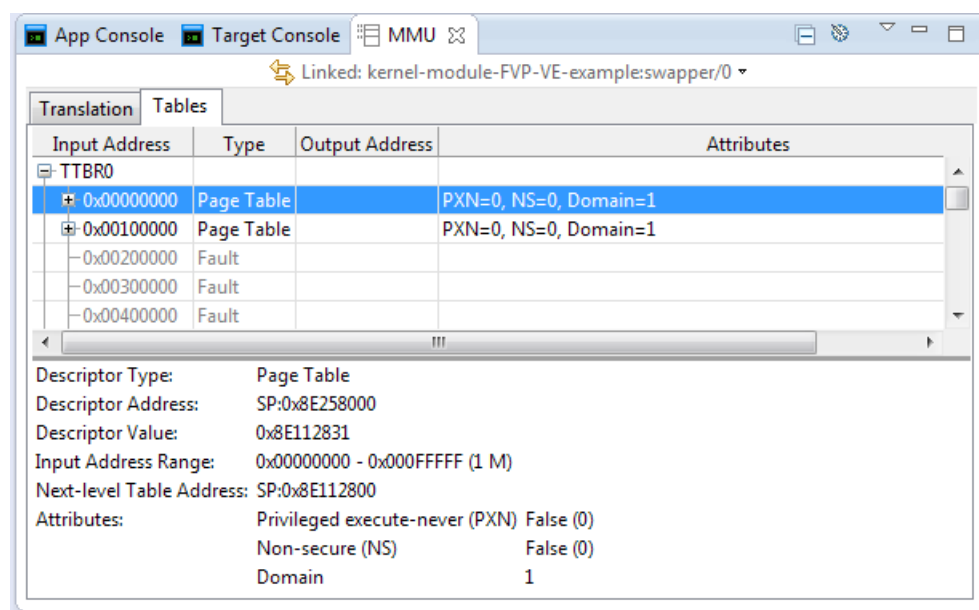 App Console Target Console MMU
Linked: kernel-module-FVP-VE-example:swapper/0
Translation Tables
Input Address Type Output Address Attributes
TTBR0
0x00000000 Page Table PXN=0, NS=0, Domain=1
0x00100000 Page Table PXN=0, NS=0, Domain=1
0x00200000 Fault
0x00300000 Fault
0x00400000 Fault
Descriptor Type: Page Table
Descriptor Address: SP:0x8E258000
Descriptor Value: 0x8E112831
Input Address Range: 0x00000000 - 0x000FFFFF (1 M)
Next-level Table Address: SP:0x8E112800
Attributes: Privileged execute-never (PXN) False (0)
Non-secure (NS) False (0)
Domain 1